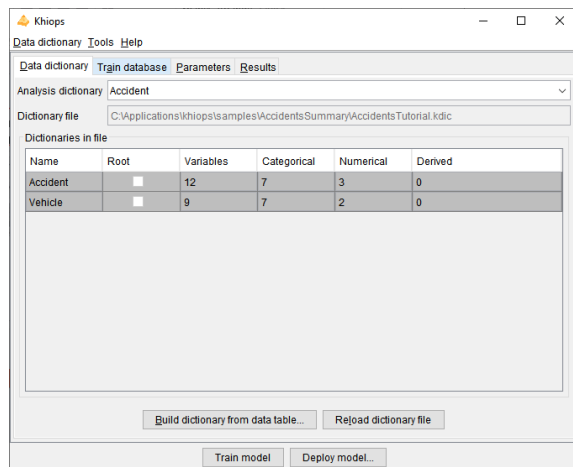 Khiops
Data dictionary Tools Help
Data dictionary Train database Parameters Results
Analysis dictionary Accident
Dictionary file C:\Applications\khiops\samples\AccidentsSummary\AccidentsTutorial.kdic
Dictionaries in file
Name Root Variables Categorical Numerical Derived
Accident 12 7 3 0
Vehicle 9 7 2 0
Build dictionary from data table... Reload dictionary file
Train model Deploy model...